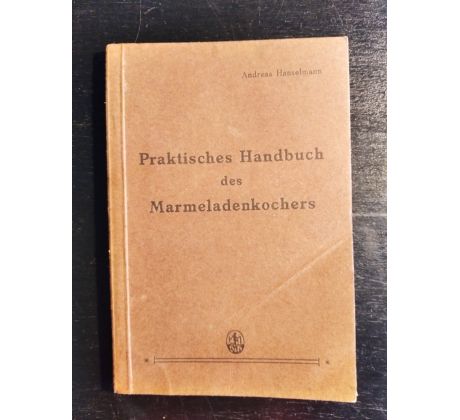 Andreas Hanselmann
Praktisches Handbuch
des
Marmeladenkochers